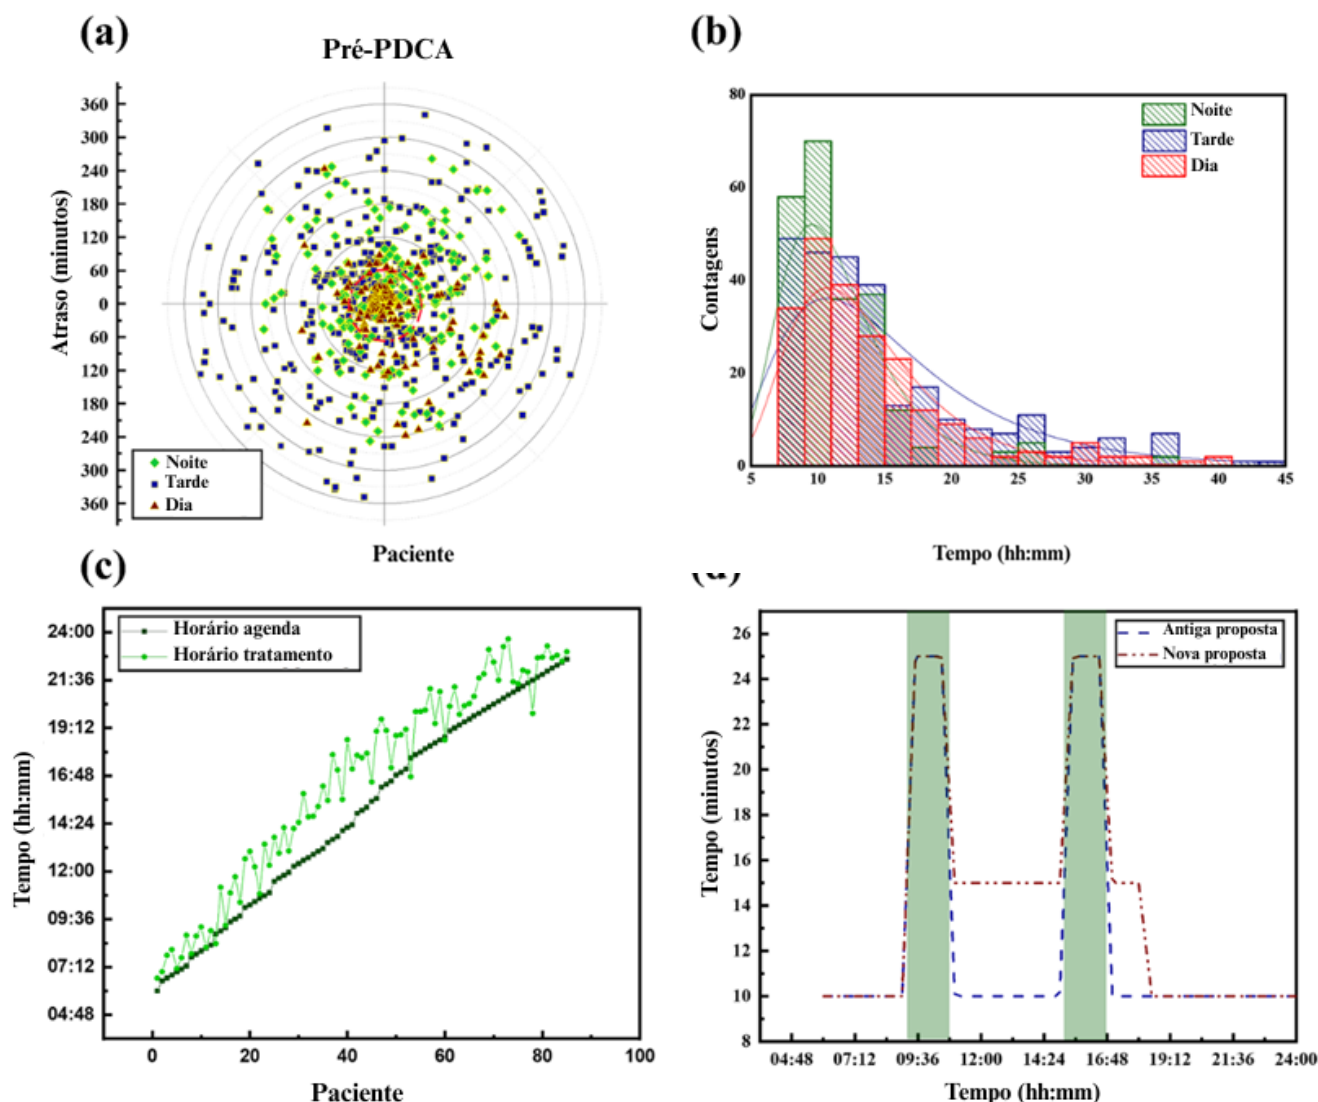 (a)
Pré-PDCA
Atraso (minutos)
360
300
240
180
120
60
0
60
120
180
240
300
360
Noite
Tarde
Dia
Paciente
(b)
Contagens
80
60
40
20
0
Noite
Tarde
Dia
5
10
15
20
25
30
35
40
45
Tempo (hh:mm)
(c)
Tempo (hh:mm)
24:00
21:36
19:12
16:48
14:24
12:00
09:36
07:12
04:48
Horário agenda
Horário tratamento
0
20
40
60
80
100
Paciente
Tempo (minutos)
26
24
22
20
18
16
14
12
10
8
Antiga proposta
Nova proposta
04:48
07:12
09:36
12:00
14:24
16:48
19:12
21:36
24:00
Tempo (hh:mm)